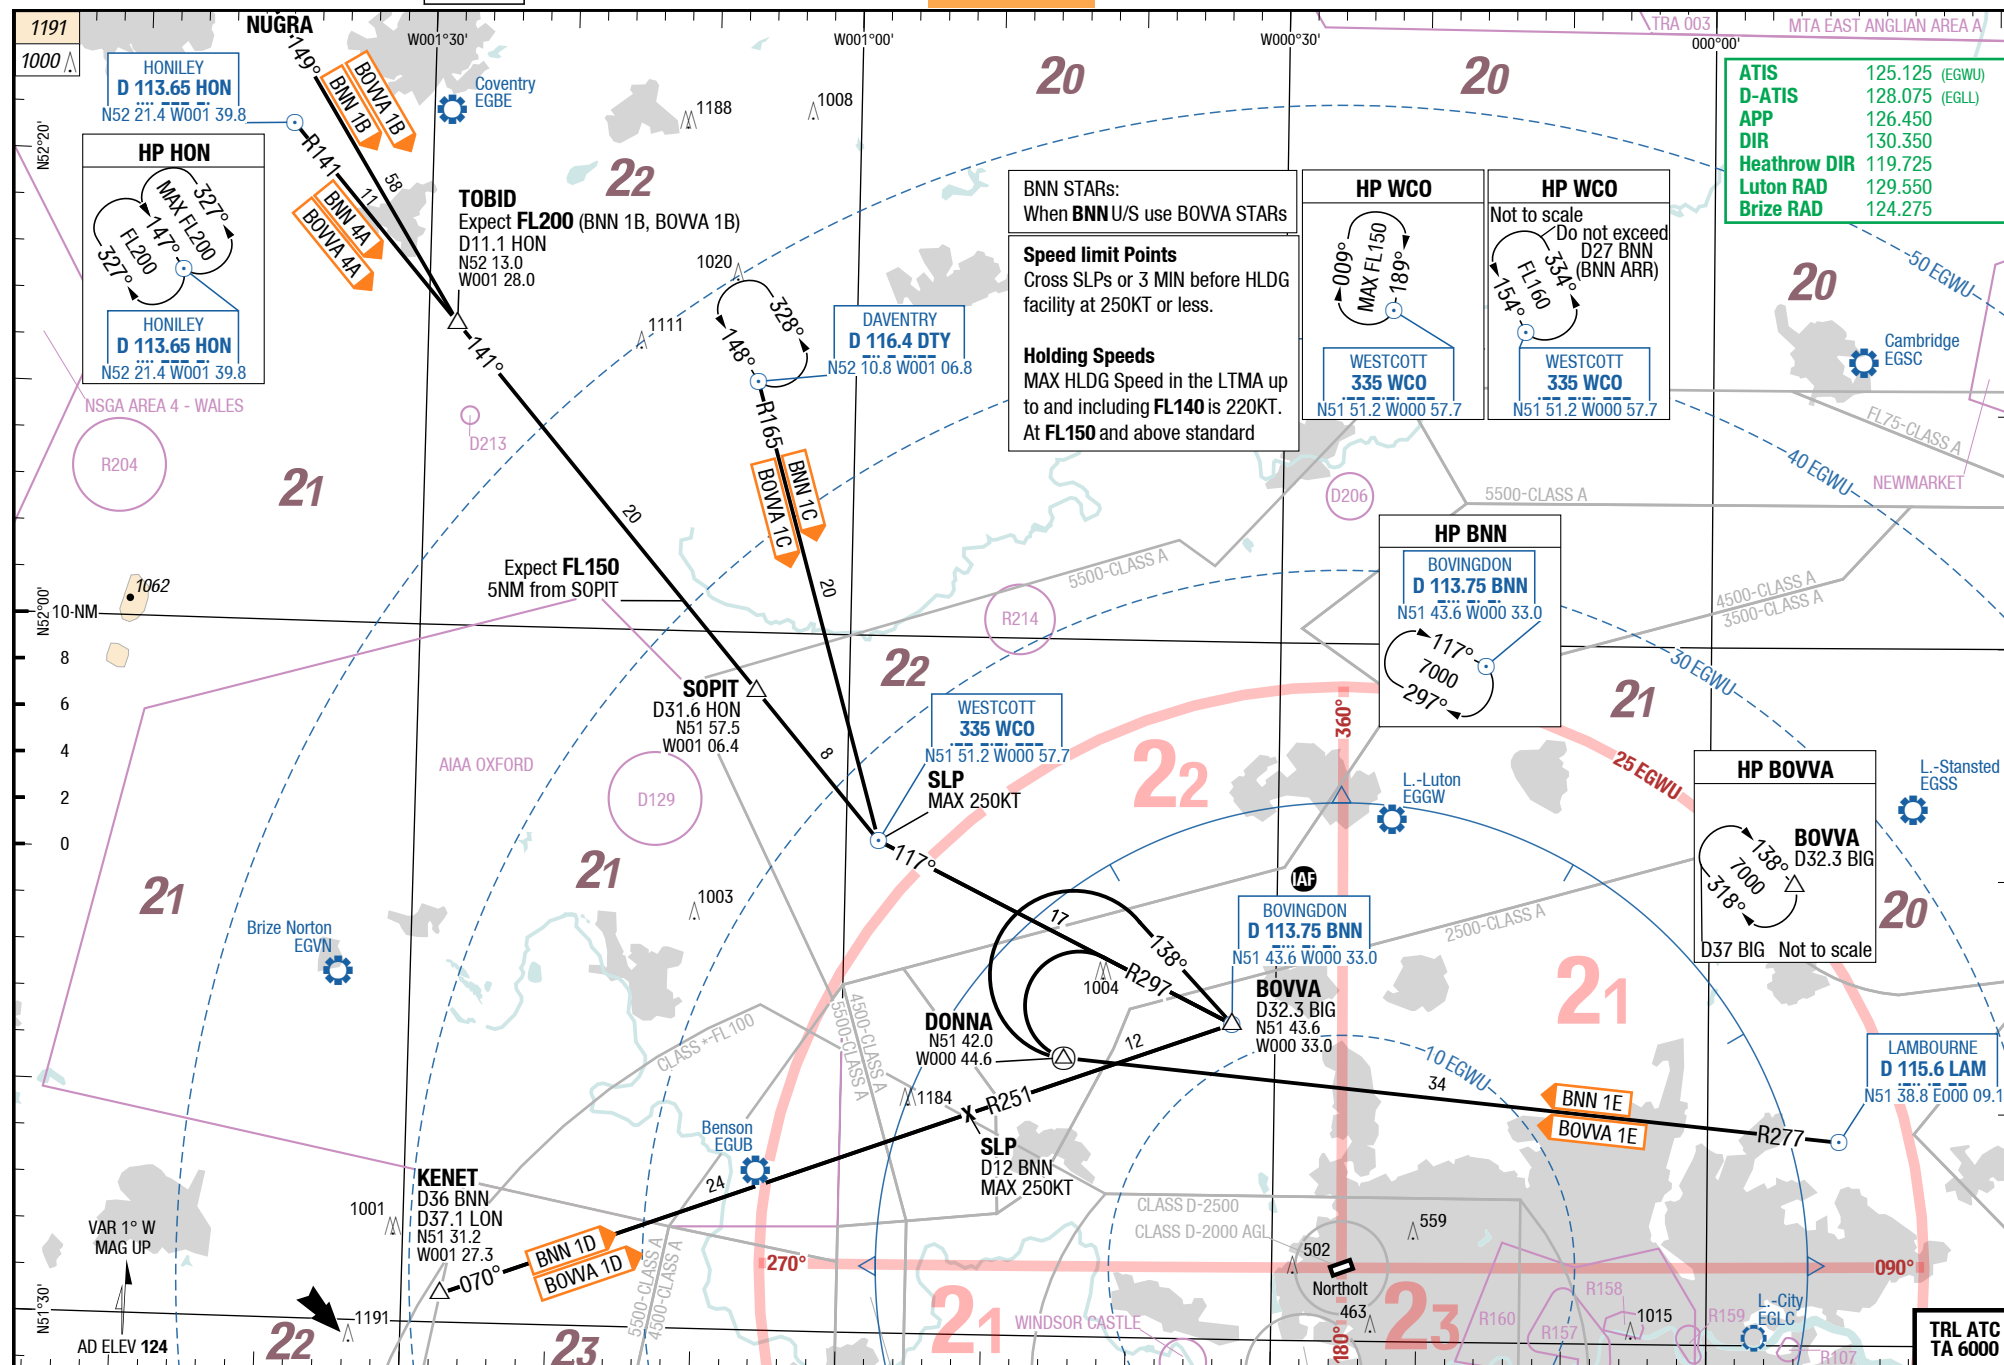 1191
1000
NUGRA
W001°30'
W001°00'
W000°30'
000°00'
TRA 003
MTA EAST ANGLIAN AREA A
HONILEY
D 113.65 HON
N52 21.4 W001 39.8
149°
BNN 1B
BOVVA 1B
Coventry
EGBE
1188
1008
20
20
ATIS 125.125 (EGWU)
D-ATIS 128.075 (EGLL)
APP 126.450
DIR 130.350
Heathrow DIR 119.725
Luton RAD 129.550
Brize RAD 124.275
N52°20'
HP HON
327°
MAX FL200
147°
FL200
327°
HONILEY
D 113.65 HON
N52 21.4 W001 39.8
R141
11
58
BNN 4A
BOVVA 4A
22
TOBID
Expect FL200 (BNN 1B, BOVVA 1B)
D11.1 HON
N52 13.0
W001 28.0
BNN STARs:
When BNN U/S use BOVVA STARs
Speed limit Points
Cross SLPs or 3 MIN before HLDG
facility at 250KT or less.
Holding Speeds
MAX HLDG Speed in the LTMA up
to and including FL140 is 220KT.
At FL150 and above standard
HP WCO
009°
MAX FL150
189°
WESTCOTT
335 WCO
N51 51.2 W000 57.7
HP WCO
Not to scale
Do not exceed
D27 BNN
(BNN ARR)
334°
FL160
154°
WESTCOTT
335 WCO
N51 51.2 W000 57.7
50 EGWU
20
Cambridge
EGSC
1020
1111
328°
148°
DAVENTRY
D 116.4 DTY
N52 10.8 W001 06.8
141°
R165
NSGA AREA 4 - WALES
R204
D213
21
20
BNN 1C
BOVVA 1C
20
FL75-CLASS A
40 EGWU
NEWMARKET
5500-CLASS A
D206
Expect FL150
5NM from SOPIT
5500-CLASS A
HP BNN
BOVINGDON
D 113.75 BNN
N51 43.6 W000 33.0
117°
7000
297°
4500-CLASS A
3500-CLASS A
1062
N52°00'
10-NM
8
6
4
2
0
R214
22
30 EGWU
21
SOPIT
D31.6 HON
N51 57.5
W001 06.4
8
WESTCOTT
335 WCO
N51 51.2 W000 57.7
SLP
MAX 250KT
360°
22
25 EGWU
AIAA OXFORD
D129
L.-Luton
EGGW
HP BOVVA
138°
7000
318°
BOVVA
D32.3 BIG
D37 BIG Not to scale
L.-Stansted
EGSS
117°
21
21
1003
IAF
BOVINGDON
D 113.75 BNN
N51 43.6 W000 33.0
2500-CLASS A
20
Brize Norton
EGVN
17
138°
R297
1004
BOVVA
D32.3 BIG
N51 43.6
W000 33.0
21
4500-CLASS A
5500-CLASS A
CLASS *-FL100
DONNA
N51 42.0
W000 44.6
12
10 EGWU
34
BNN 1E
BOVVA 1E
R277
LAMBOURNE
D 115.6 LAM
N51 38.8 E000 09.1
1184
R251
Benson
EGUB
SLP
D12 BNN
MAX 250KT
KENET
D36 BNN
D37.1 LON
N51 31.2
W001 27.3
24
1001
070°
BNN 1D
BOVVA 1D
VAR 1° W
MAG UP
CLASS D-2500
CLASS D-2000 AGL
559
502
270°
090°
Northolt
463
N51°30'
1191
AD ELEV 124
22
23
5500-CLASS A
4500-CLASS A
21
WINDSOR CASTLE
180°
23
R160
R157
R158
1015
R159
L.-City
EGLC
R107
TRL ATC
TA 6000